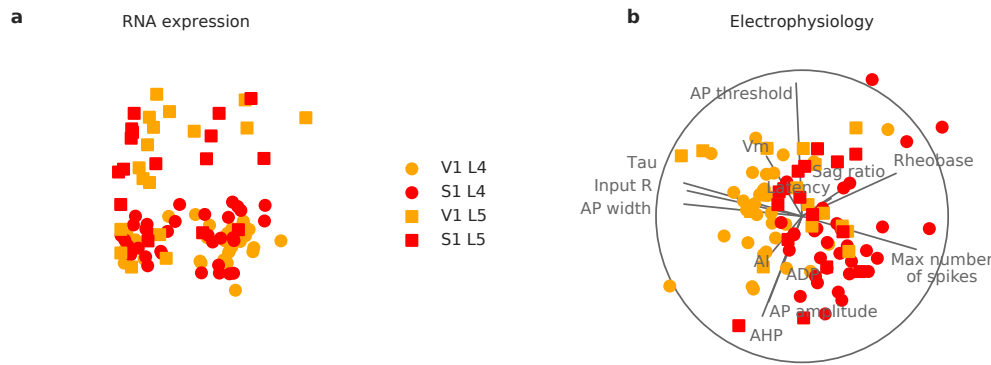 a
RNA expression
V1 L4
S1 L4
V1 L5
S1 L5
b
Electrophysiology
AP threshold
Vm
Tau
Rheobase
Sag ratio
Input R
Latency
AP width
AI
Max number
of spikes
ADP
AP amplitude
AHP